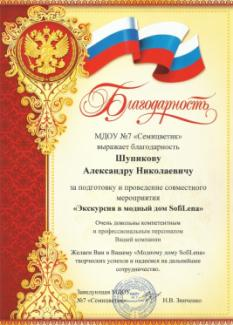 Благодарность
МДОУ №7 «Семицветик»
выражает благодарность
Шупикову
Александру Николаевичу
за подготовку и проведение совместного
мероприятия
«Экскурсия в модный дом SofiLena»
Очень довольны компетентным
и профессиональным персоналом
Вашей компании
Желаем Вам и Вашему «Модному дому SofiLena»
творческих успехов и надеемся на дальнейшее
сотрудничество.
Заведующая МДОУ
№7 «Семицветик» Н.В. Зинченко